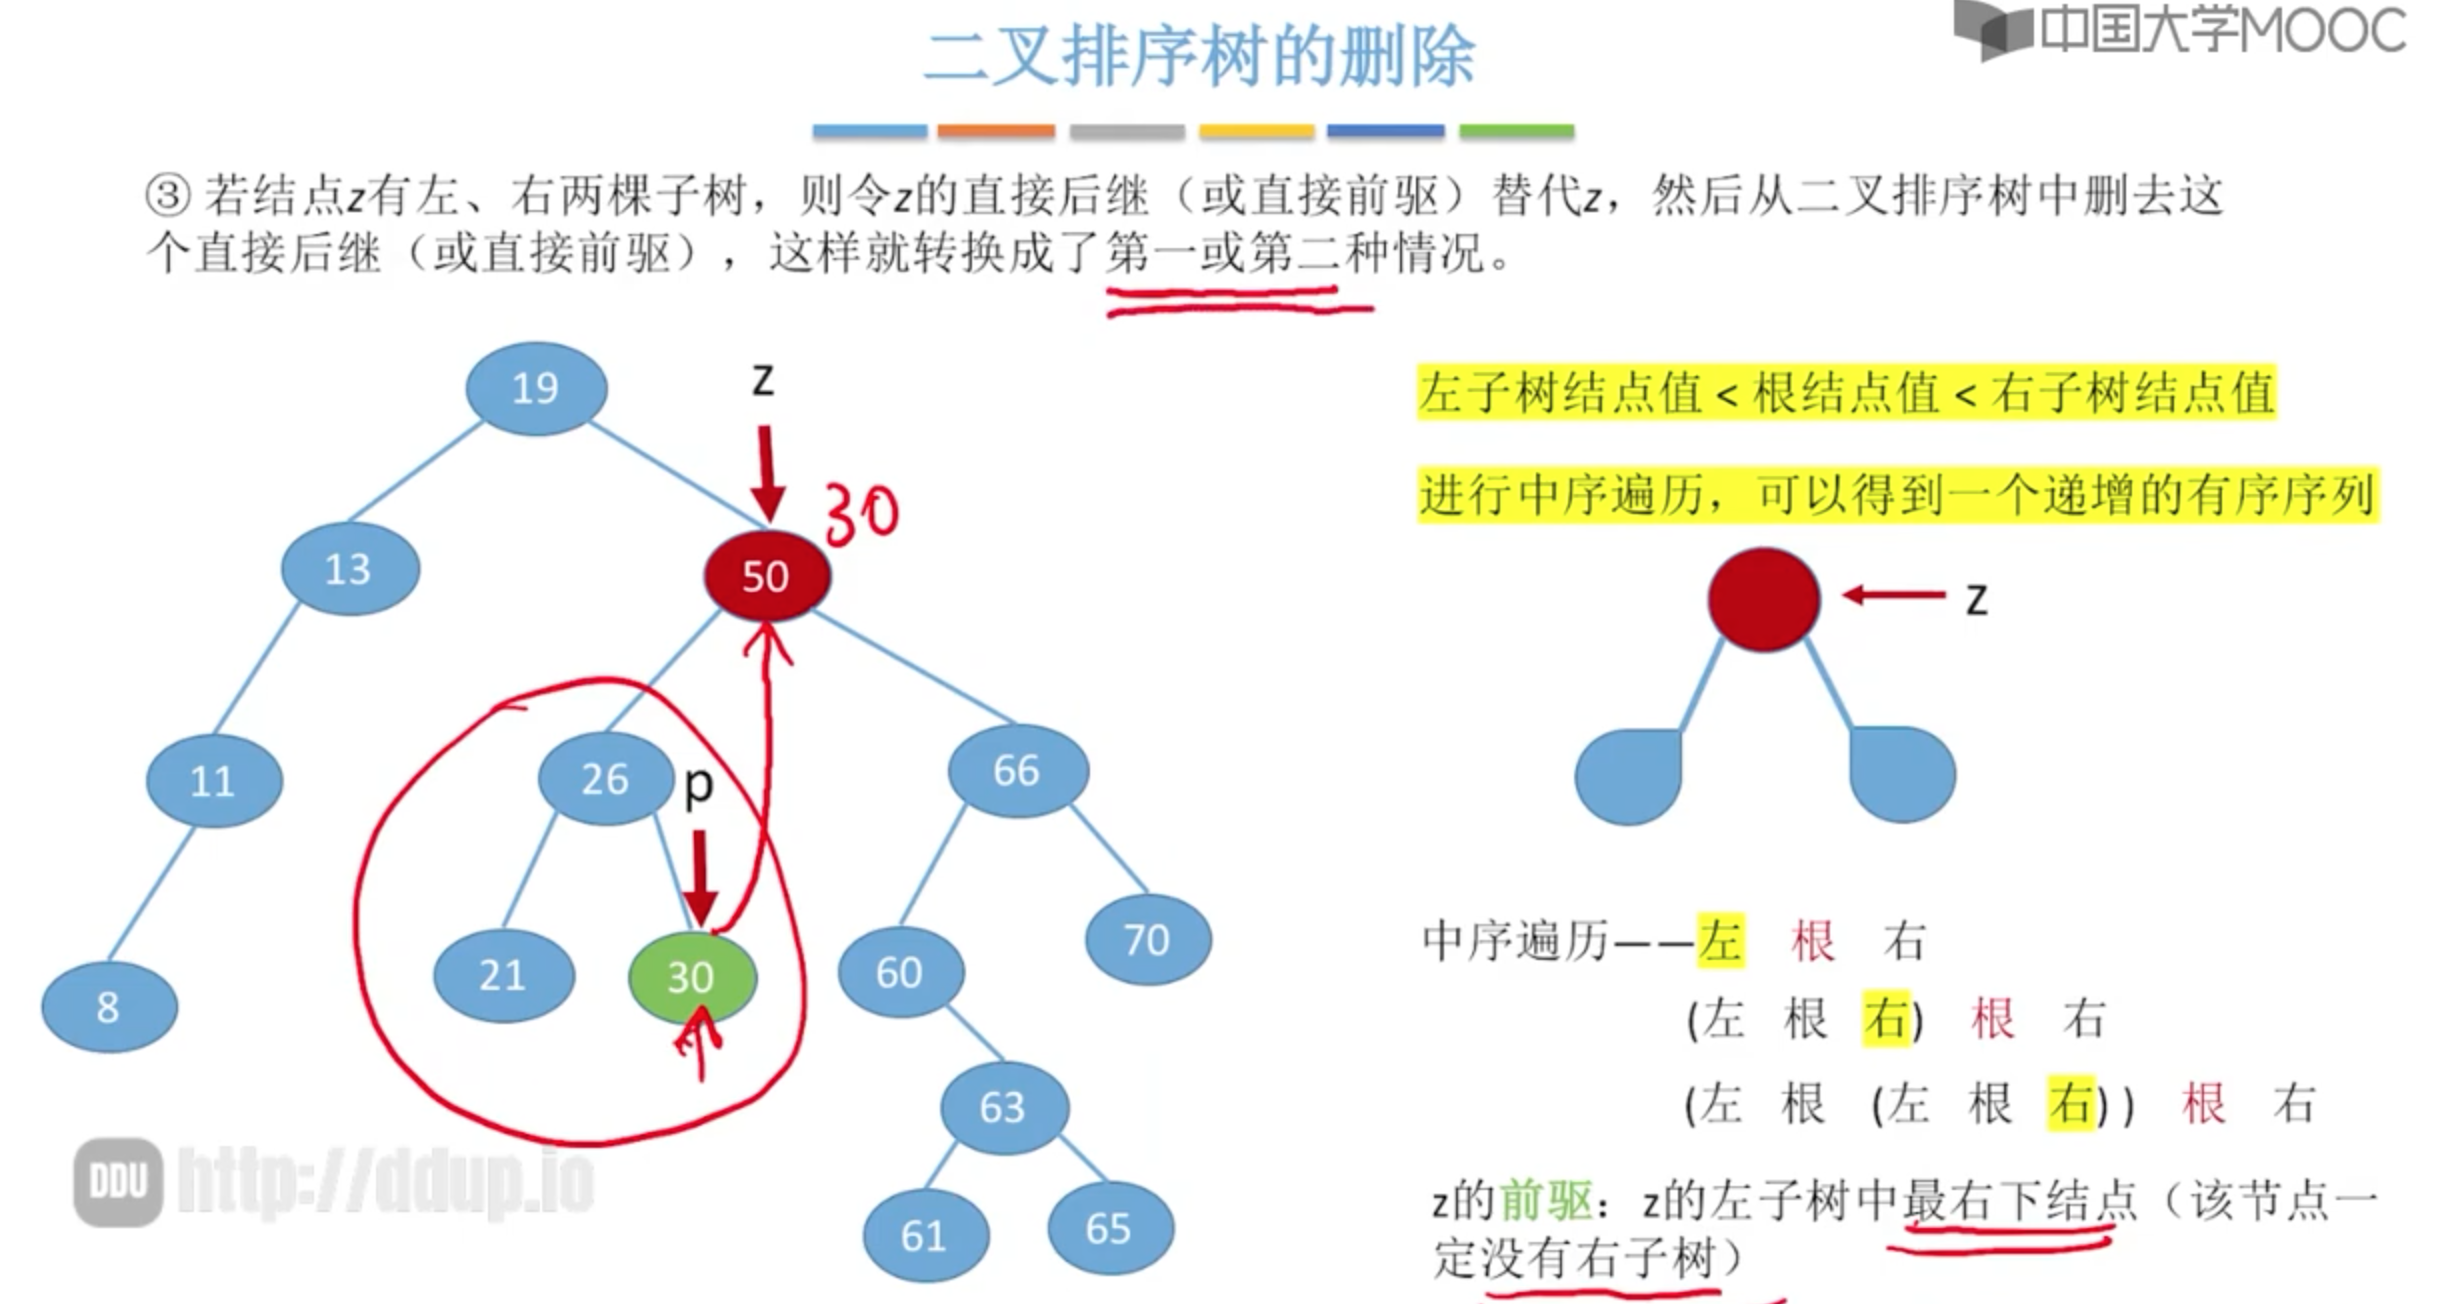 中国大学MOOC
二叉排序树的删除
③ 若结点z有左、右两棵子树，则令z的直接后继（或直接前驱）替代z，然后从二叉排序树中删去这
个直接后继（或直接前驱），这样就转换成了第一或第二种情况。
19
z
左子树结点值 < 根结点值 < 右子树结点值
30
进行中序遍历，可以得到一个递增的有序序列
13
50
z
11
26
p
66
8
21
30
60
70
中序遍历——左 根 右
(左 根 右) 根 右
63
(左 根 (左 根 右)) 根 右
DDU http://ddup.io
61
65
z的前驱：z的左子树中最右下结点（该节点一
定没有右子树）